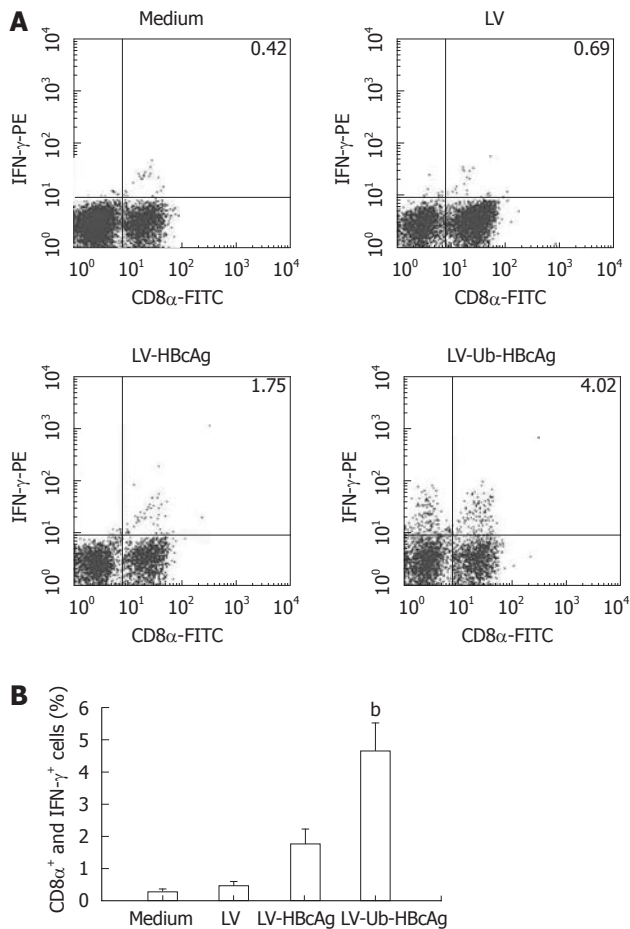 A
Medium
0.42
IFN-γ-PE
10⁴
10³
10²
10¹
10⁰
10⁰ 10¹ 10² 10³ 10⁴
CD8α-FITC
LV
0.69
IFN-γ-PE
10⁴
10³
10²
10¹
10⁰
10⁰ 10¹ 10² 10³ 10⁴
CD8α-FITC
LV-HBcAg
1.75
IFN-γ-PE
10⁴
10³
10²
10¹
10⁰
10⁰ 10¹ 10² 10³ 10⁴
CD8α-FITC
LV-Ub-HBcAg
4.02
IFN-γ-PE
10⁴
10³
10²
10¹
10⁰
10⁰ 10¹ 10² 10³ 10⁴
CD8α-FITC
B
CD8α⁺ and IFN-γ⁺ cells (%)
6
5
4
3
2
1
0
b
Medium LV LV-HBcAg LV-Ub-HBcAg